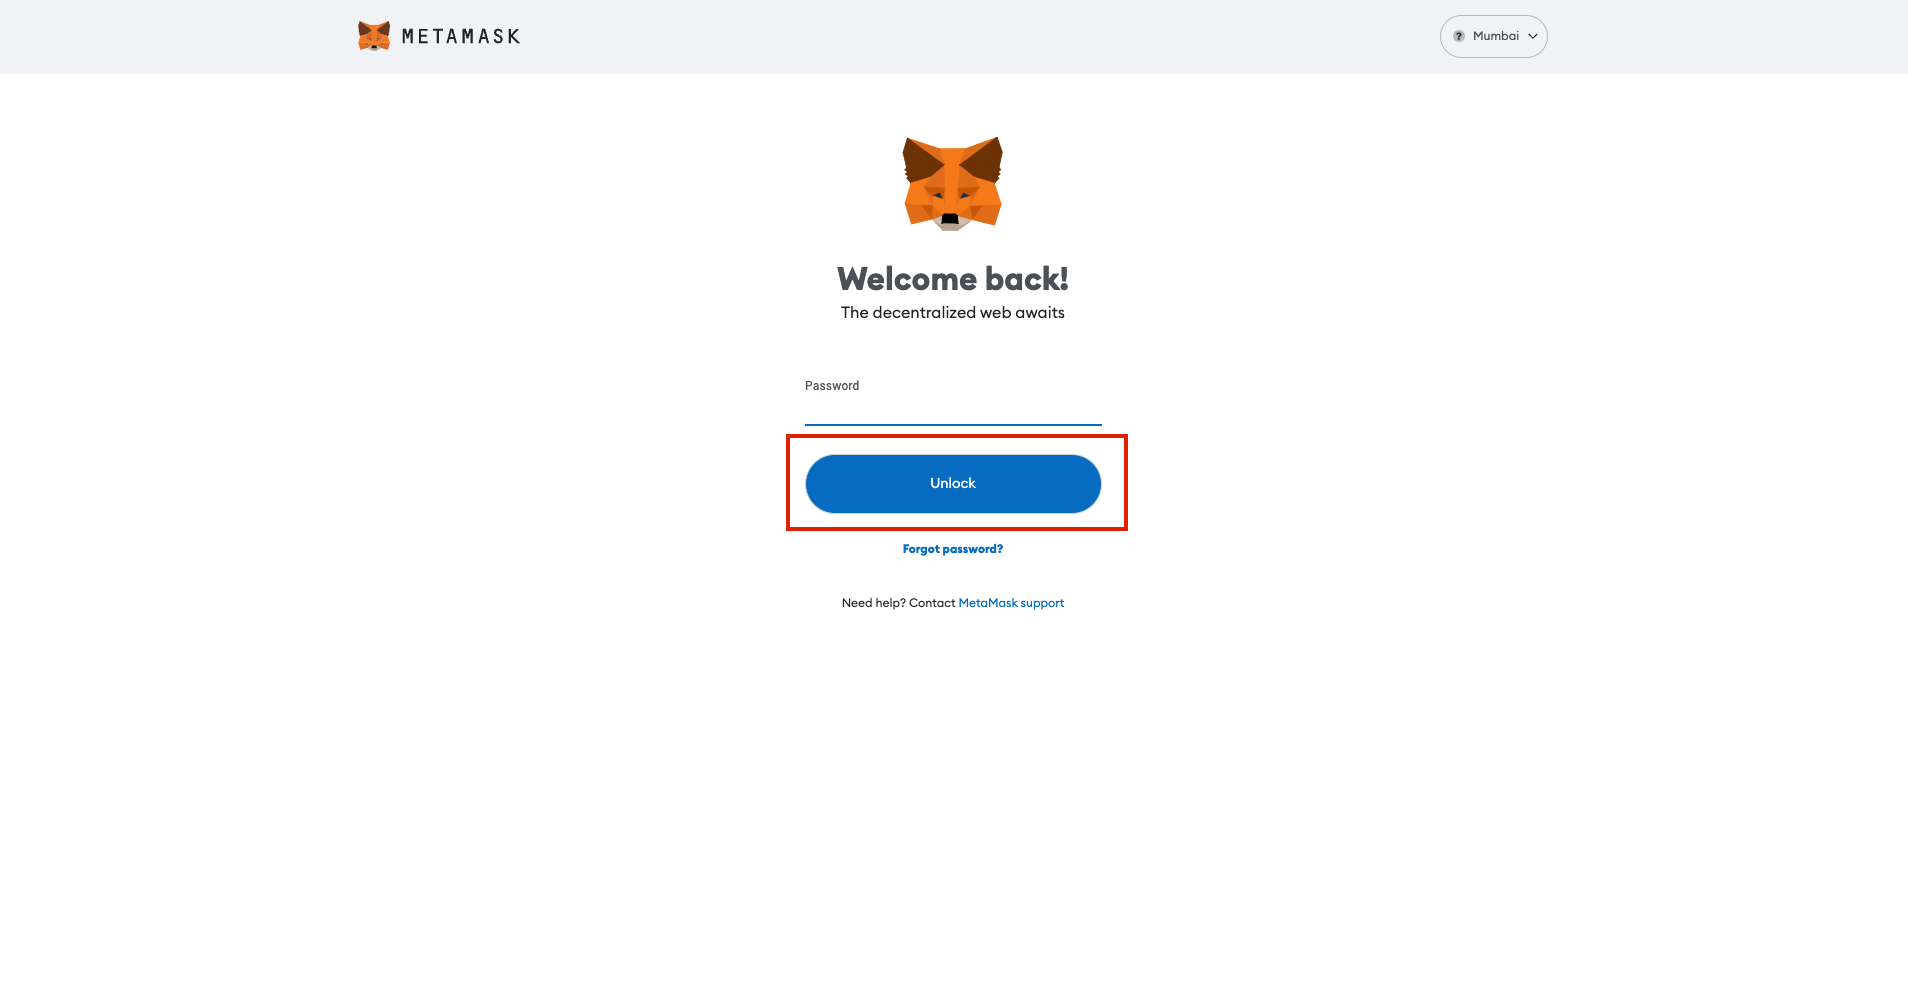 METAMASK
? Mumbai
Welcome back!
The decentralized web awaits
Password
Unlock
Forgot password?
Need help? Contact MetaMask support